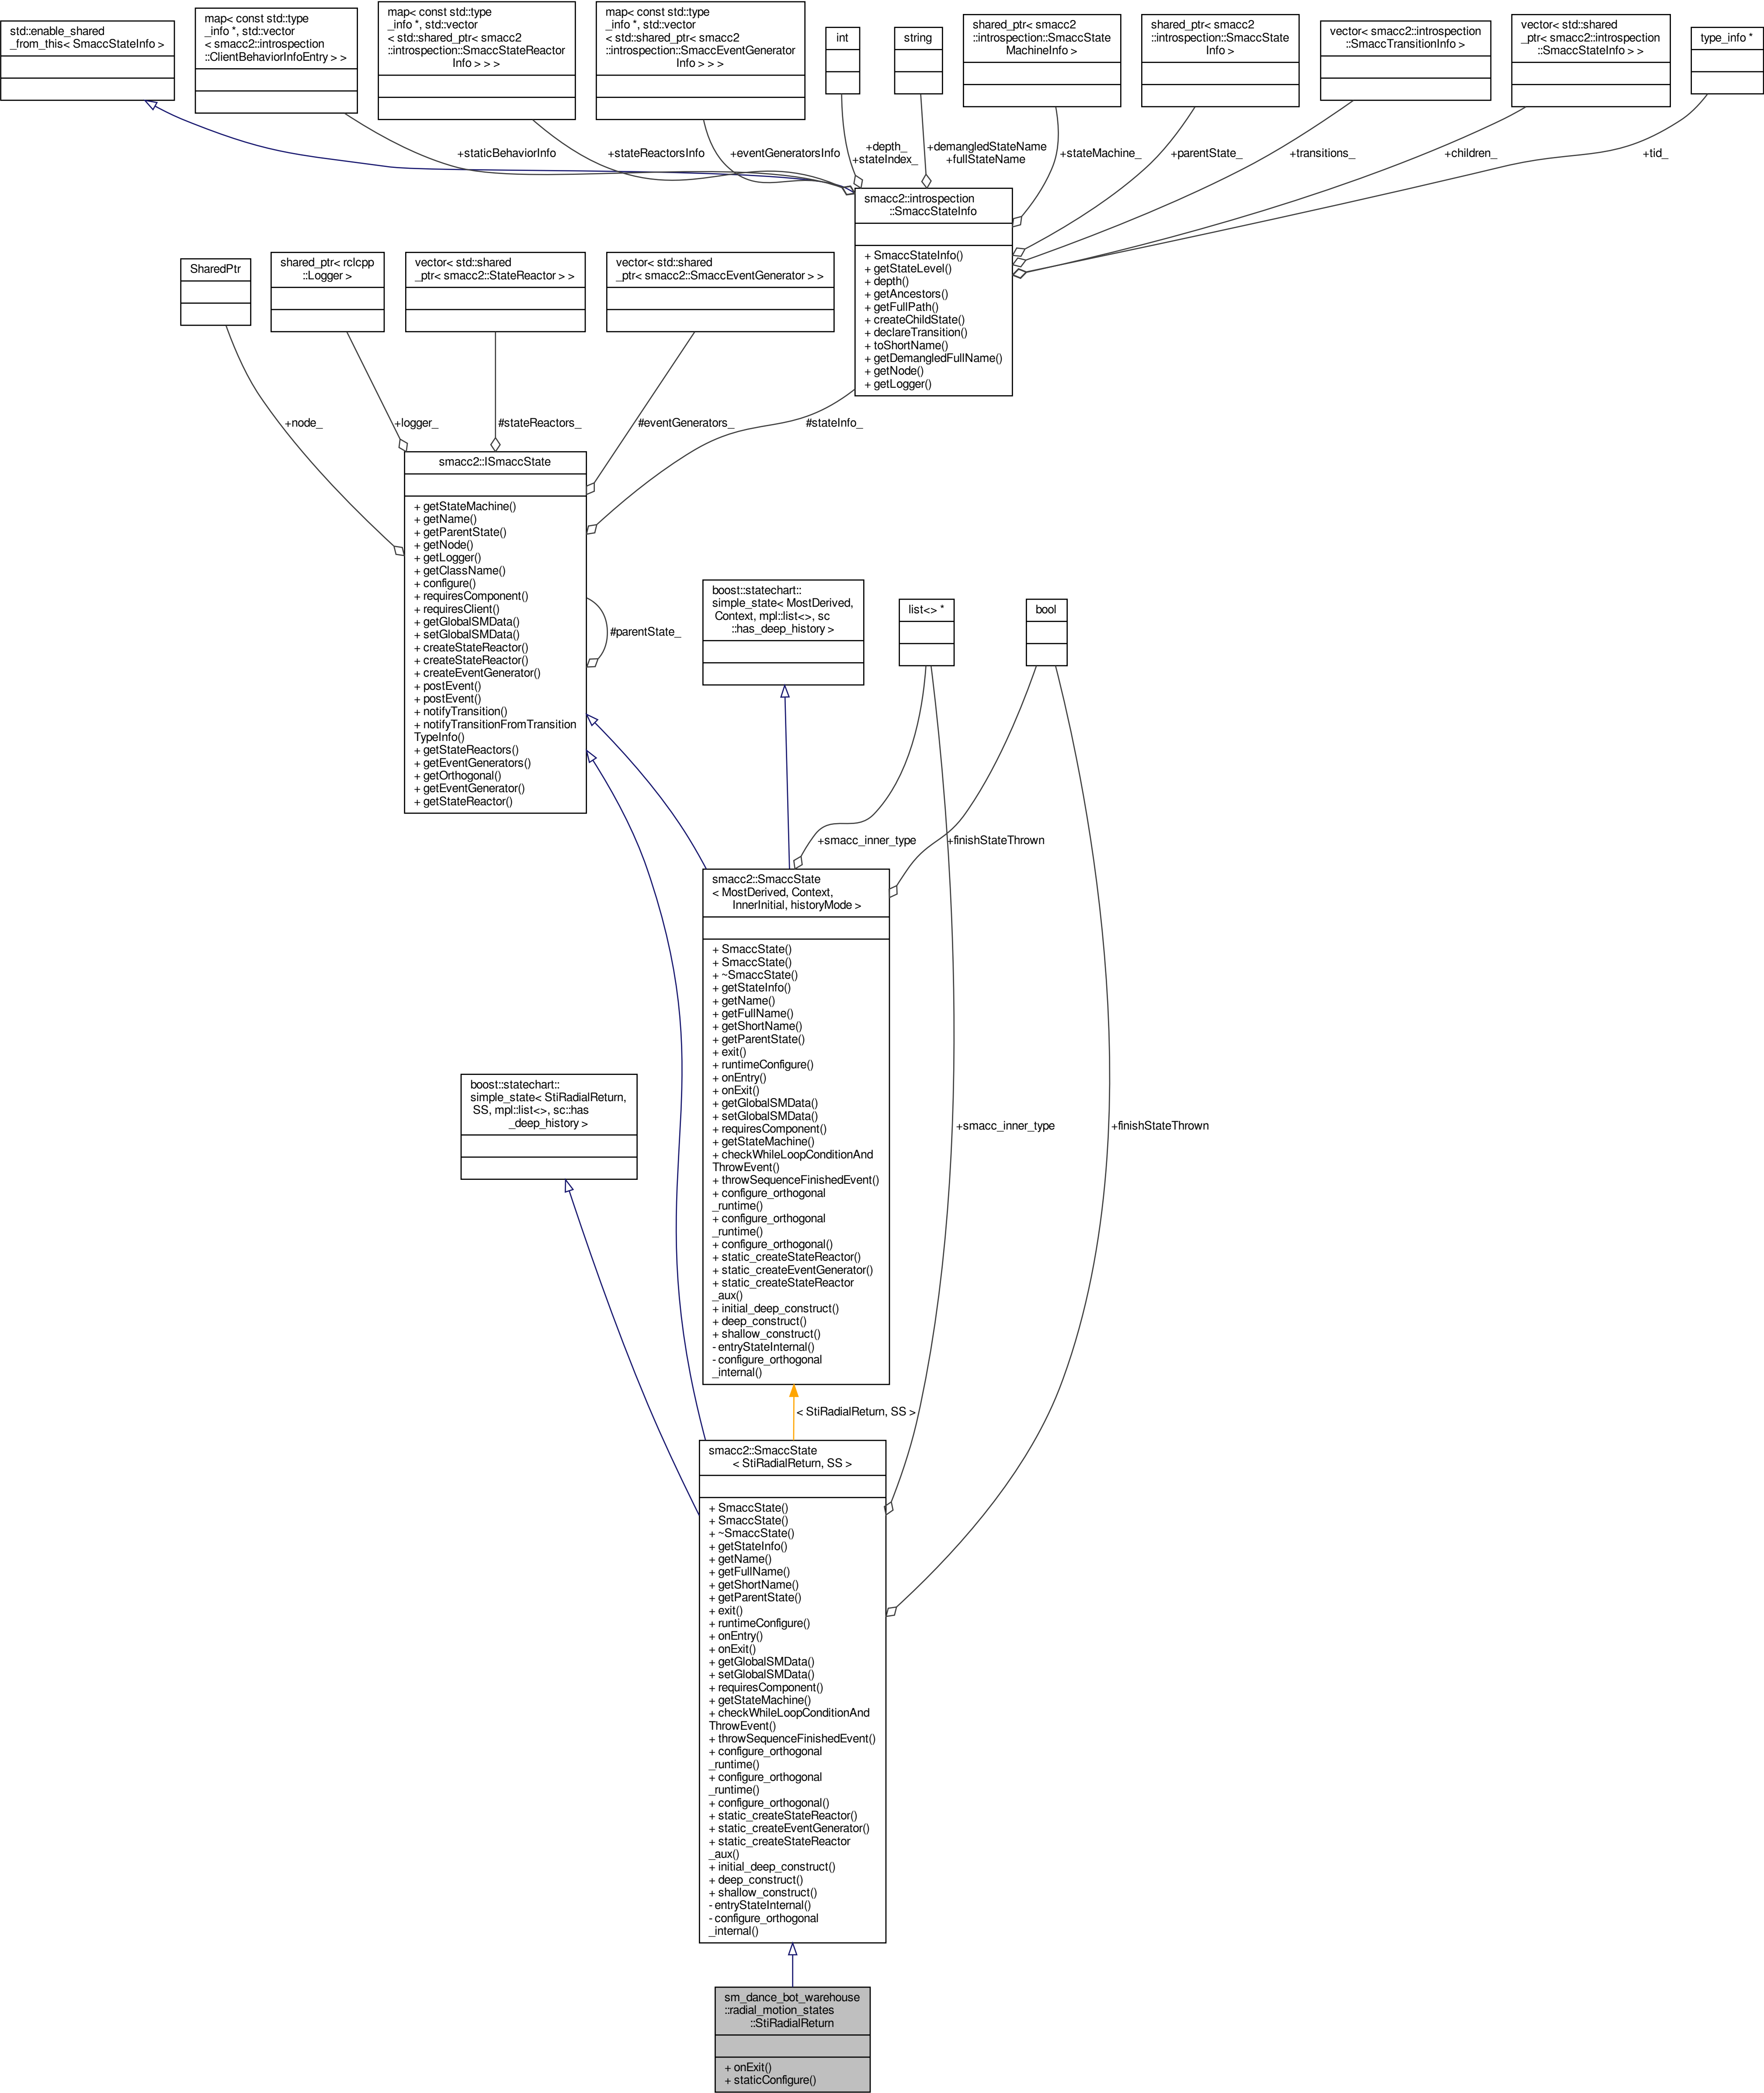 std::enable_shared
_from_this< SmaccStateInfo >
map< const std::type
_info *, std::vector
< smacc2::introspection
::ClientBehaviorInfoEntry > >
map< const std::type
_info *, std::vector
< std::shared_ptr< smacc2
::introspection::SmaccStateReactor
Info > > >
map< const std::type
_info *, std::vector
< std::shared_ptr< smacc2
::introspection::SmaccEventGenerator
Info > > >
int
string
shared_ptr< smacc2
::introspection::SmaccState
MachineInfo >
shared_ptr< smacc2
::introspection::SmaccState
Info >
vector< smacc2::introspection
::SmaccTransitionInfo >
vector< std::shared
_ptr< smacc2::introspection
::SmaccStateInfo > >
type_info *
+staticBehaviorInfo
+stateReactorsInfo
+eventGeneratorsInfo
+depth_
+stateIndex_
+demangledStateName
+fullStateName
+stateMachine_
+parentState_
+transitions_
+children_
+tid_
smacc2::introspection
::SmaccStateInfo
+ SmaccStateInfo()
+ getStateLevel()
+ depth()
+ getAncestors()
+ getFullPath()
+ createChildState()
+ declareTransition()
+ toShortName()
+ getDemangledFullName()
+ getNode()
+ getLogger()
SharedPtr
shared_ptr< rclcpp
::Logger >
vector< std::shared
_ptr< smacc2::StateReactor > >
vector< std::shared
_ptr< smacc2::SmaccEventGenerator > >
+node_
+logger_
#stateReactors_
#eventGenerators_
#stateInfo_
smacc2::ISmaccState
+ getStateMachine()
+ getName()
+ getParentState()
+ getNode()
+ getLogger()
+ getClassName()
+ configure()
+ requiresComponent()
+ requiresClient()
+ getGlobalSMData()
+ setGlobalSMData()
+ createStateReactor()
+ createStateReactor()
+ createEventGenerator()
+ postEvent()
+ postEvent()
+ notifyTransition()
+ notifyTransitionFromTransition
TypeInfo()
+ getStateReactors()
+ getEventGenerators()
+ getOrthogonal()
+ getEventGenerator()
+ getStateReactor()
#parentState_
boost::statechart::
simple_state< MostDerived,
Context, mpl::list<>, sc
::has_deep_history >
list<> *
bool
+smacc_inner_type
+finishStateThrown
smacc2::SmaccState
< MostDerived, Context,
InnerInitial, historyMode >
+ SmaccState()
+ SmaccState()
+ ~SmaccState()
+ getStateInfo()
+ getName()
+ getFullName()
+ getShortName()
+ getParentState()
+ exit()
+ runtimeConfigure()
+ onEntry()
+ onExit()
+ getGlobalSMData()
+ setGlobalSMData()
+ requiresComponent()
+ getStateMachine()
+ checkWhileLoopConditionAnd
ThrowEvent()
+ throwSequenceFinishedEvent()
+ configure_orthogonal
_runtime()
+ configure_orthogonal
_runtime()
+ configure_orthogonal()
+ static_createStateReactor()
+ static_createEventGenerator()
+ static_createStateReactor
_aux()
+ initial_deep_construct()
+ deep_construct()
+ shallow_construct()
- entryStateInternal()
- configure_orthogonal
_internal()
boost::statechart::
simple_state< StiRadialReturn,
SS, mpl::list<>, sc::has
_deep_history >
+smacc_inner_type
+finishStateThrown
< StiRadialReturn, SS >
smacc2::SmaccState
< StiRadialReturn, SS >
+ SmaccState()
+ SmaccState()
+ ~SmaccState()
+ getStateInfo()
+ getName()
+ getFullName()
+ getShortName()
+ getParentState()
+ exit()
+ runtimeConfigure()
+ onEntry()
+ onExit()
+ getGlobalSMData()
+ setGlobalSMData()
+ requiresComponent()
+ getStateMachine()
+ checkWhileLoopConditionAnd
ThrowEvent()
+ throwSequenceFinishedEvent()
+ configure_orthogonal
_runtime()
+ configure_orthogonal
_runtime()
+ configure_orthogonal()
+ static_createStateReactor()
+ static_createEventGenerator()
+ static_createStateReactor
_aux()
+ initial_deep_construct()
+ deep_construct()
+ shallow_construct()
- entryStateInternal()
- configure_orthogonal
_internal()
sm_dance_bot_warehouse
::radial_motion_states
::StiRadialReturn
+ onExit()
+ staticConfigure()